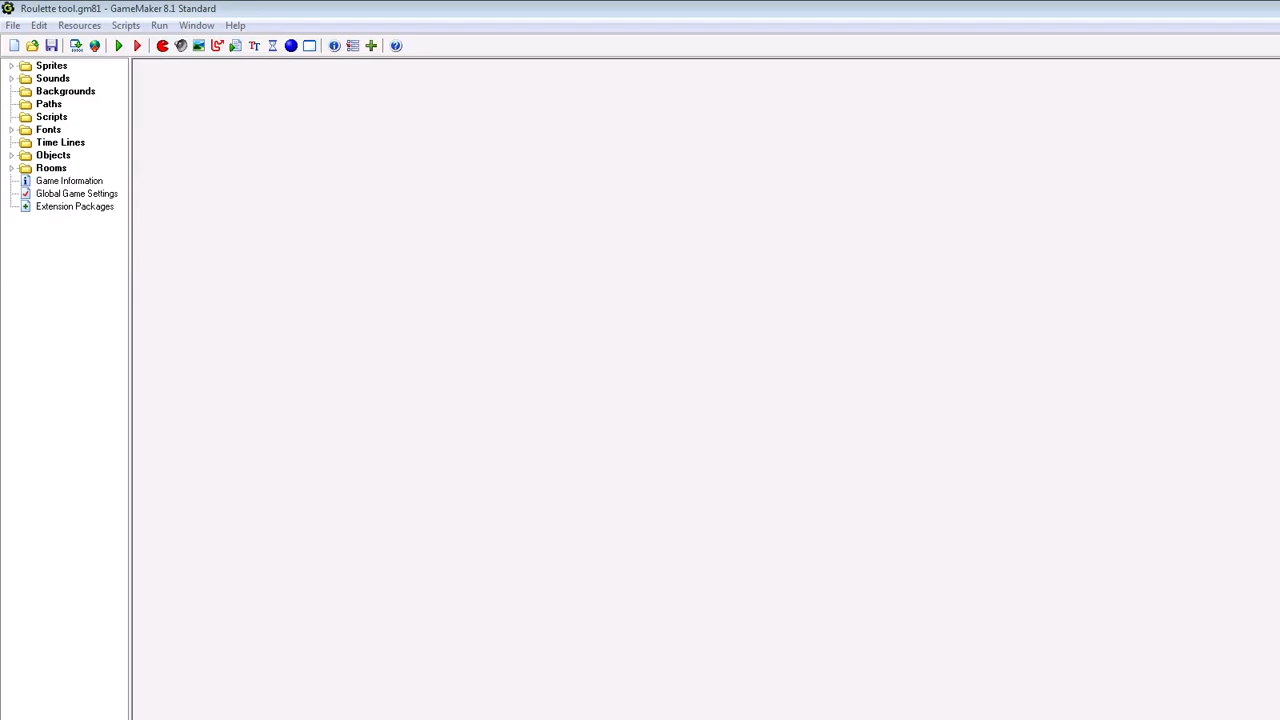 Roulette tool.gm81 - GameMaker 8.1 Standard
File Edit Resources Scripts Run Window Help
Sprites
Sounds
Backgrounds
Paths
Scripts
Fonts
Time Lines
Objects
Rooms
Game Information
Global Game Settings
Extension Packages